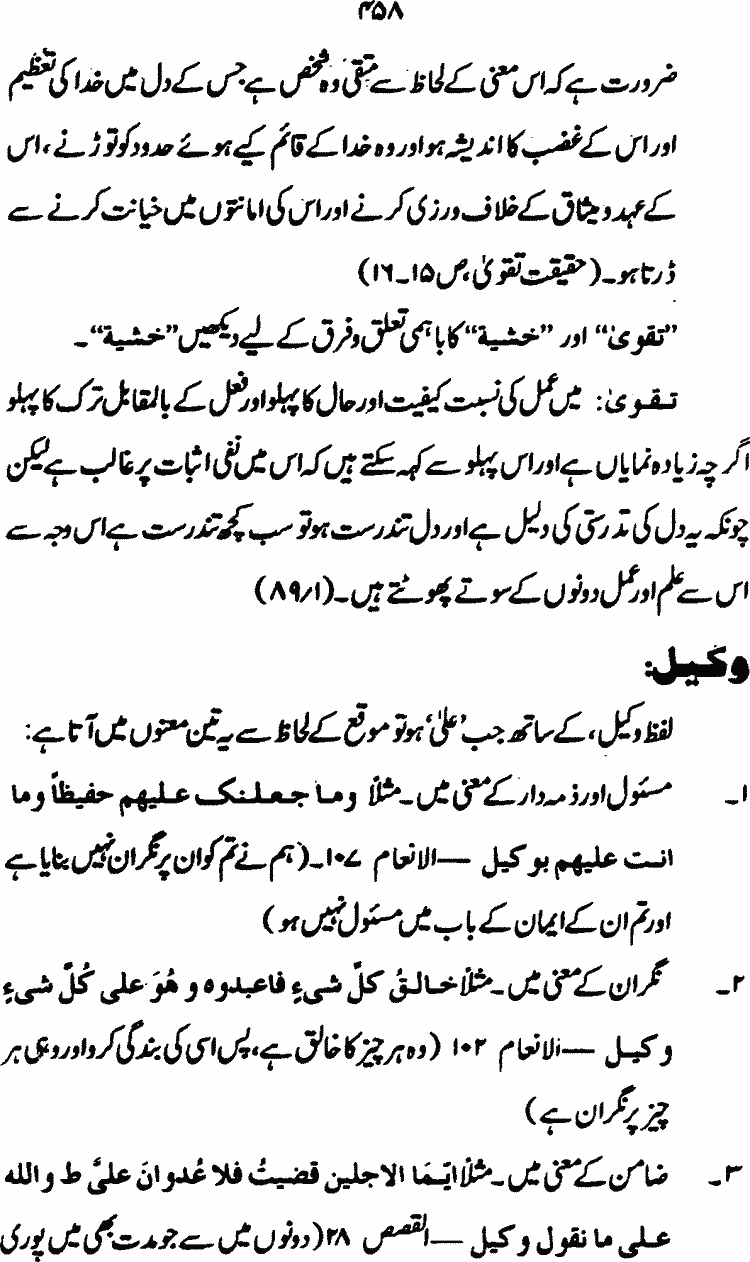 ۴۵۸
ضرورت ہے کہ اس معنی کے لحاظ سے متقی وہ شخص ہے جس کے دل میں خدا کی تعظیم
اور اس کے غضب کا اندیشہ ہو اور وہ خدا کے قائم کیے ہوئے حدود کو توڑنے ، اس
کے عہد و میثاق کے خلاف ورزی کرنے اور اس کی امانتوں میں خیانت کرنے سے
ڈرتا ہو۔ (حقیقت تقویٰ، ص ۱۵۔۱۶)
”تقویٰ“ اور ”خشیة“ کا باہمی تعلق و فرق کے لیے دیکھیں ”خشیة“۔
تقویٰ: میں عمل کی نسبت کیفیت اور حال کا پہلو اور فعل کے بالمقابل ترک کا پہلو
اگرچہ زیادہ نمایاں ہے اور اس پہلو سے کہہ سکتے ہیں کہ اس میں نفی اثبات پر غالب ہے لیکن
چونکہ یہ دل کی تدرستی کی دلیل ہے اور دل تندرست ہو تو سب کچھ تندرست ہے اس وجہ سے
اس سے علم اور عمل دونوں کے سوتے پھوٹتے ہیں۔ (۸۹/۱)
وکیل:
لفظ وکیل، کے ساتھ جب ’علیٰ‘ ہو تو موقع کے لحاظ سے یہ تین معنوں میں آتا ہے:
۱۔ مسئول اور ذمہ دار کے معنی میں۔ مثلاً وما جعلنک علیهم حفیظاً وما
انت علیهم بوکیل —الانعام ۱۰۷۔ (ہم نے تم کو ان پر نگران نہیں بنایا ہے
اور تم ان کے ایمان کے باب میں مسئول نہیں ہو)
۲۔ نگران کے معنی میں۔ مثلاً خالقُ کلِّ شیءٍ فاعبدوه و هُوَ علی کُلِّ شیءٍ
وکیل —الانعام ۱۰۲ (وہ ہر چیز کا خالق ہے، پس اسی کی بندگی کرو اور وہی ہر
چیز پر نگران ہے)
۳۔ ضامن کے معنی میں۔ مثلاً ایّمَا الاجلین قضیتُ فلا عُدوانَ علیَّ ط والله
علی ما نقول وکیل —القصص ۲۸ (دونوں میں سے جو مدت بھی میں پوری